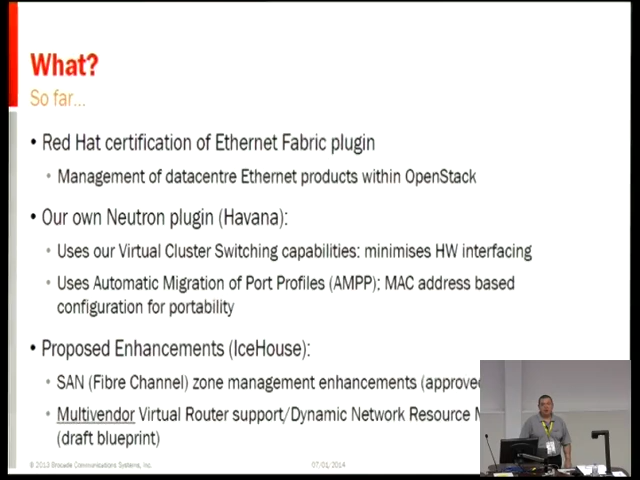 What?
So far...
• Red Hat certification of Ethernet Fabric plugin
• Management of datacentre Ethernet products within OpenStack
• Our own Neutron plugin (Havana):
• Uses our Virtual Cluster Switching capabilities: minimises HW interfacing
• Uses Automatic Migration of Port Profiles (AMPP): MAC address based
configuration for portability
• Proposed Enhancements (IceHouse):
• SAN (Fibre Channel) zone management enhancements (approved
• Multivendor Virtual Router support/Dynamic Network Resource
(draft blueprint)
© 2013 Brocade Communications Systems, Inc.
07/01/2014